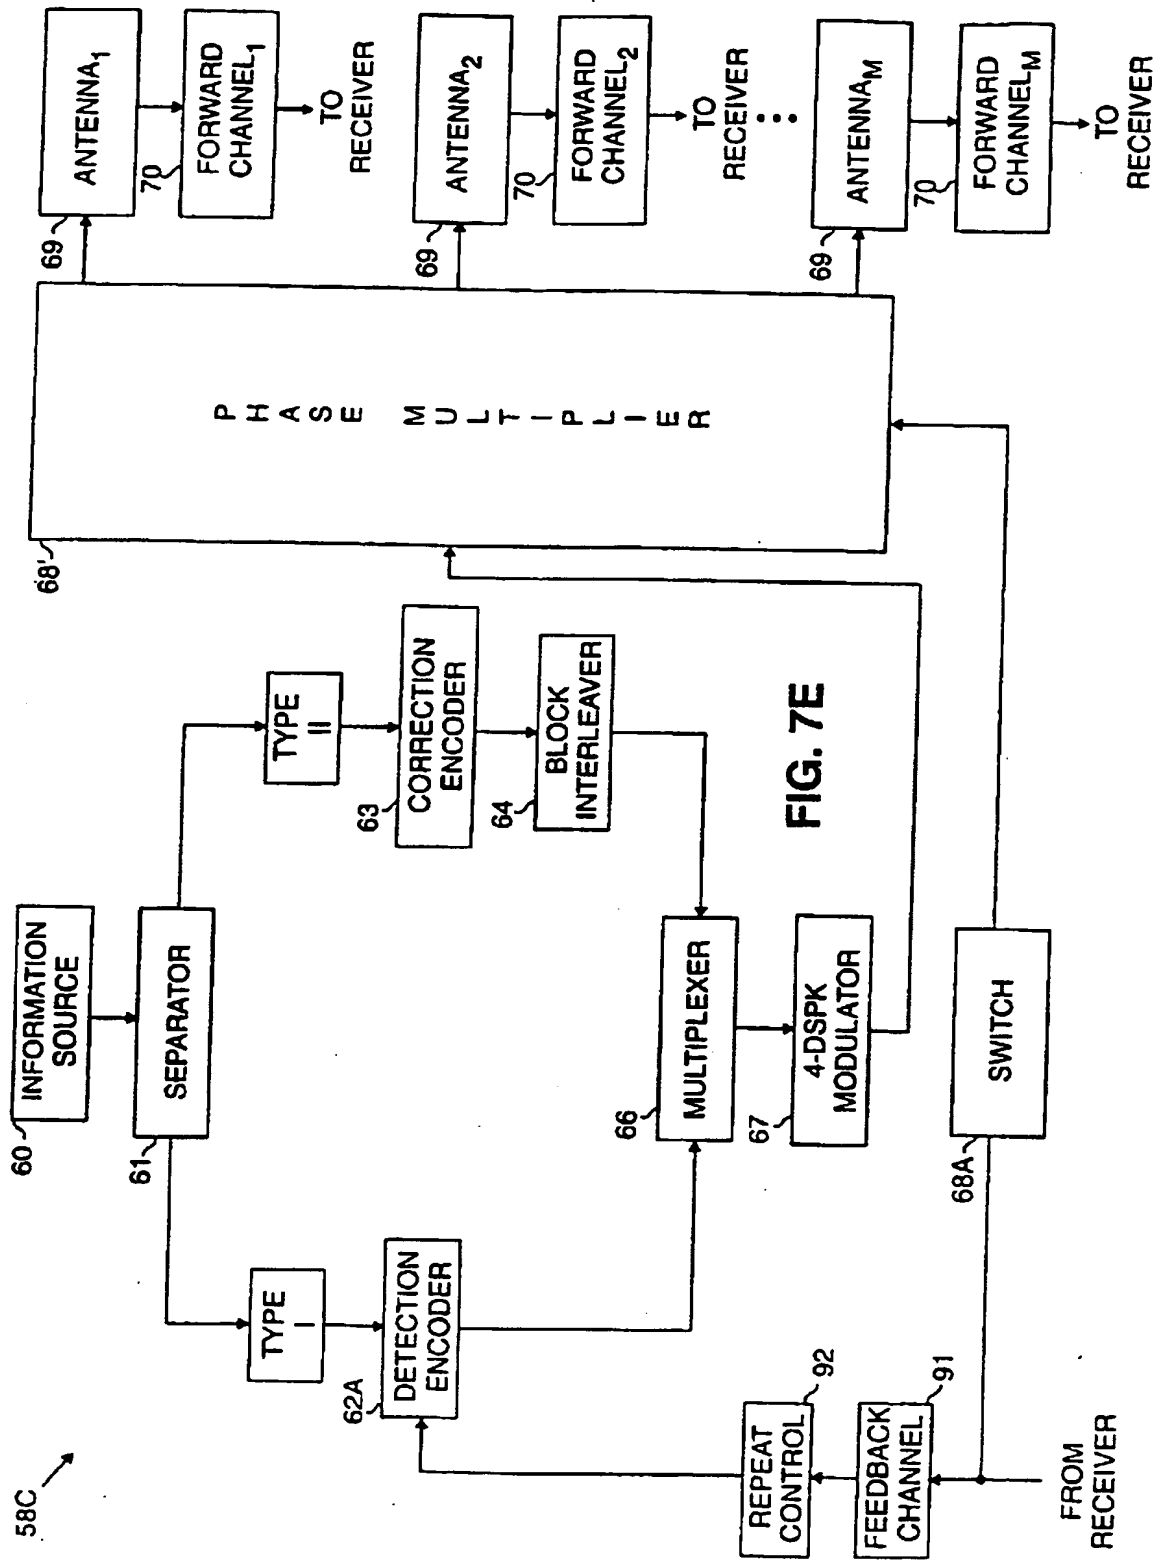 58C
60
INFORMATION
SOURCE
61
SEPARATOR
TYPE
I
TYPE
II
62A
DETECTION
ENCODER
63
CORRECTION
ENCODER
64
BLOCK
INTERLEAVER
66
MULTIPLEXER
67
4-DSPK
MODULATOR
REPEAT
CONTROL
92
FEEDBACK
CHANNEL
91
FROM
RECEIVER
68A
SWITCH
68'
PHASE MULTIPLIER
69
ANTENNA1
70
FORWARD
CHANNEL1
TO
RECEIVER
69
ANTENNA2
70
FORWARD
CHANNEL2
TO
RECEIVER
69
ANTENNAM
70
FORWARD
CHANNELM
TO
RECEIVER
FIG. 7E